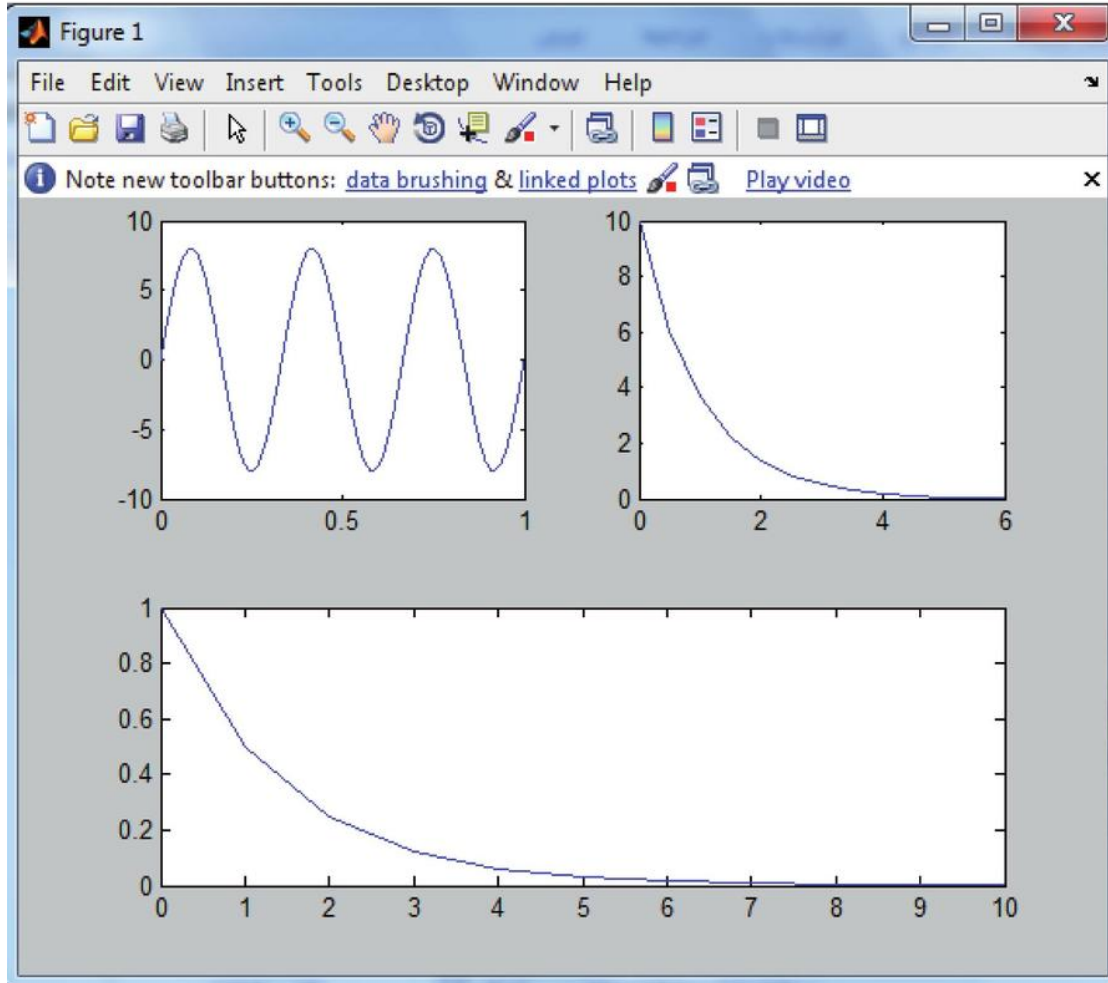 Figure 1
File Edit View Insert Tools Desktop Window Help
Note new toolbar buttons: data brushing & linked plots Play video
10
5
0
-5
-10
0 0.5 1
10
8
6
4
2
0
0 2 4 6
1
0.8
0.6
0.4
0.2
0
0 1 2 3 4 5 6 7 8 9 10